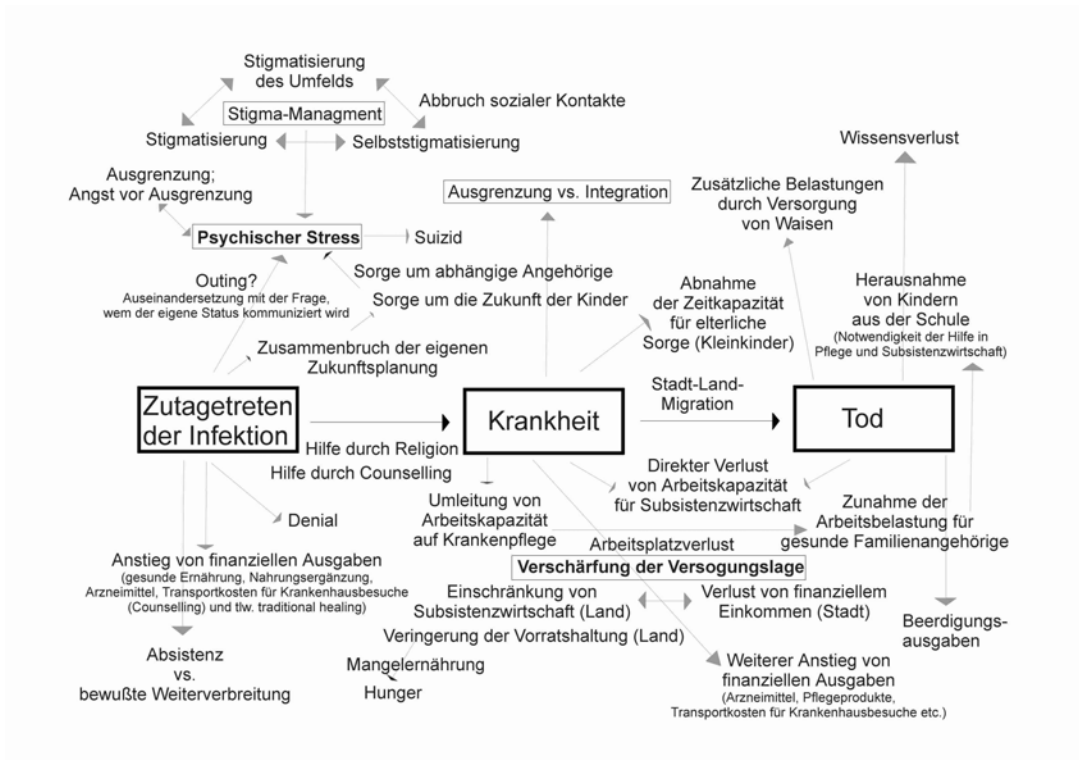 Stigmatisierung
des Umfelds
Abbruch sozialer Kontakte
Stigma-Managment
Stigmatisierung
Selbststigmatisierung
Wissensverlust
Ausgrenzung;
Angst vor Ausgrenzung
Ausgrenzung vs. Integration
Zusätzliche Belastungen
durch Versorgung
von Waisen
Psychischer Stress
Suizid
Outing?
Auseinandersetzung mit der Frage,
wem der eigene Status kommuniziert wird
Sorge um abhängige Angehörige
Sorge um die Zukunft der Kinder
Zusammenbruch der eigenen
Zukunftsplanung
Abnahme
der Zeitkapazität
für elterliche
Sorge (Kleinkinder)
Herausnahme
von Kindern
aus der Schule
(Notwendigkeit der Hilfe in
Pflege und Subsistenzwirtschaft)
Zutagetreten
der Infektion
Krankheit
Stadt-Land-
Migration
Tod
Hilfe durch Religion
Hilfe durch Counselling
Denial
Umleitung von
Arbeitskapazität
auf Krankenpflege
Direkter Verlust
von Arbeitskapazität
für Subsistenzwirtschaft
Zunahme der
Arbeitsbelastung für
gesunde Familienangehörige
Anstieg von finanziellen Ausgaben
(gesunde Ernährung, Nahrungsergänzung,
Arzneimittel, Transportkosten für Krankenhausbesuche
(Counselling) und tlw. traditional healing)
Arbeitsplatzverlust
Verschärfung der Versogungslage
Einschränkung von
Subsistenzwirtschaft (Land)
Verlust von finanziellem
Einkommen (Stadt)
Veringerung der Vorratshaltung (Land)
Beerdigungs-
ausgaben
Absistenz
vs.
bewußte Weiterverbreitung
Mangelernährung
Hunger
Weiterer Anstieg von
finanziellen Ausgaben
(Arzneimittel, Pflegeprodukte,
Transportkosten für Krankenhausbesuche etc.)